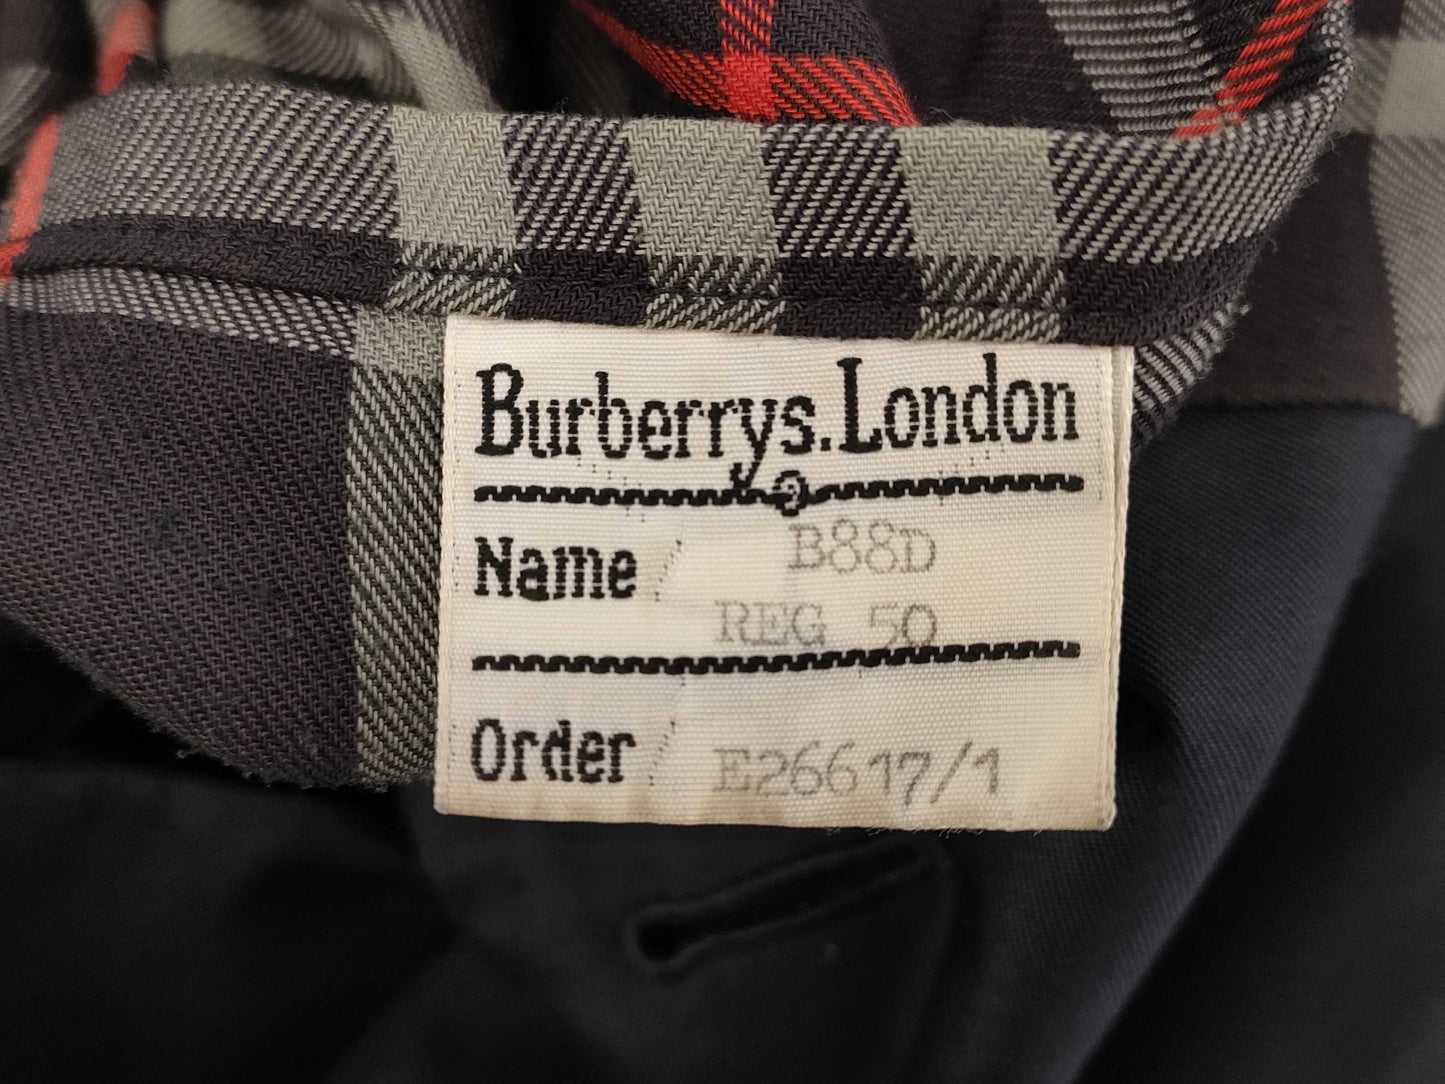 Burberrys.London
Name B88D
REG 50
Order E26617/1